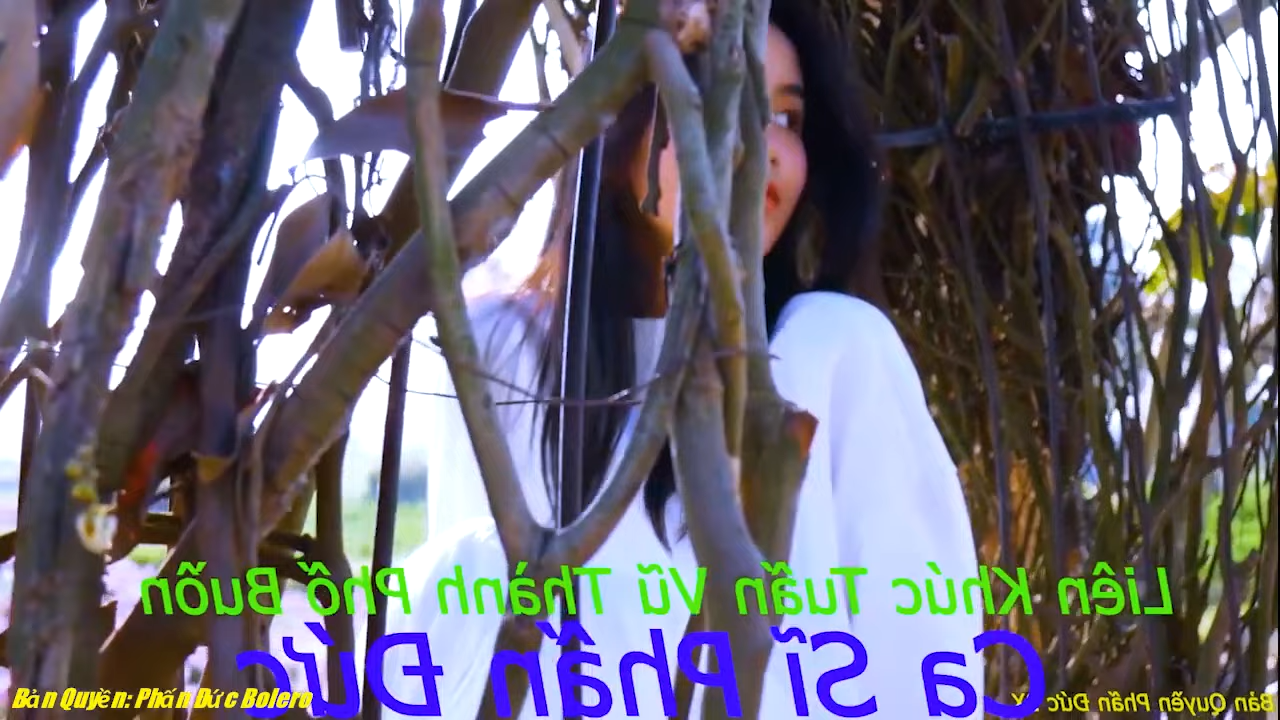 Liên Khúc Tuấn Vũ Thành Phố Buồn
Ca Sĩ Phấn Đức
Bản Quyền: Phấn Đức Bolero
Bản Quyền Phấn Đức